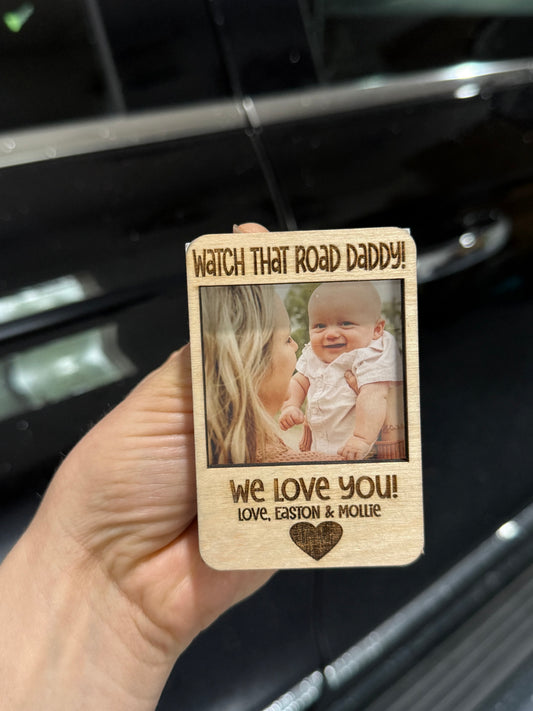 WATCH THAT ROAD DADDY!
WE LOVE YOU!
LOVE, EASTON & MOLLIE